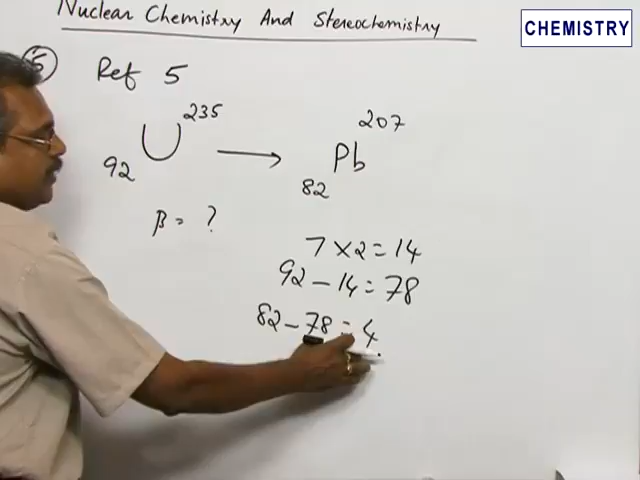 Nuclear Chemistry And Stereochemistry
CHEMISTRY
5 Ref 5
92 U 235 → 82 Pb 207
β = ?
7 × 2 = 14
92 – 14 = 78
82 – 78 = 4